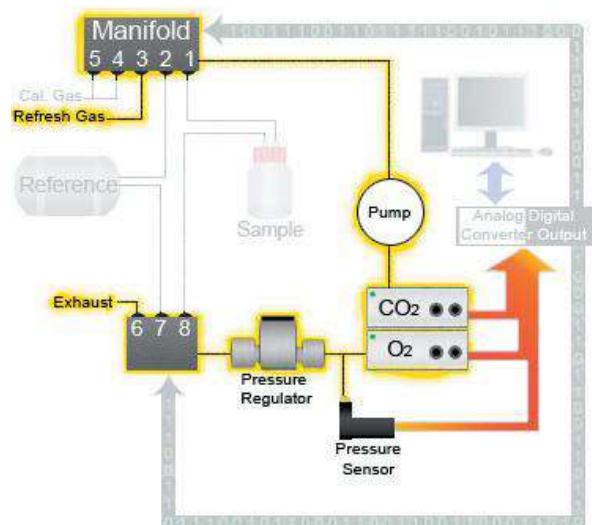 Manifold
5 4 3 2 1
Cal. Gas
Refresh Gas
Reference
Sample
Pump
Analog-Digital
Converter Output
Exhaust
6 7 8
CO2
O2
Pressure
Regulator
Pressure
Sensor